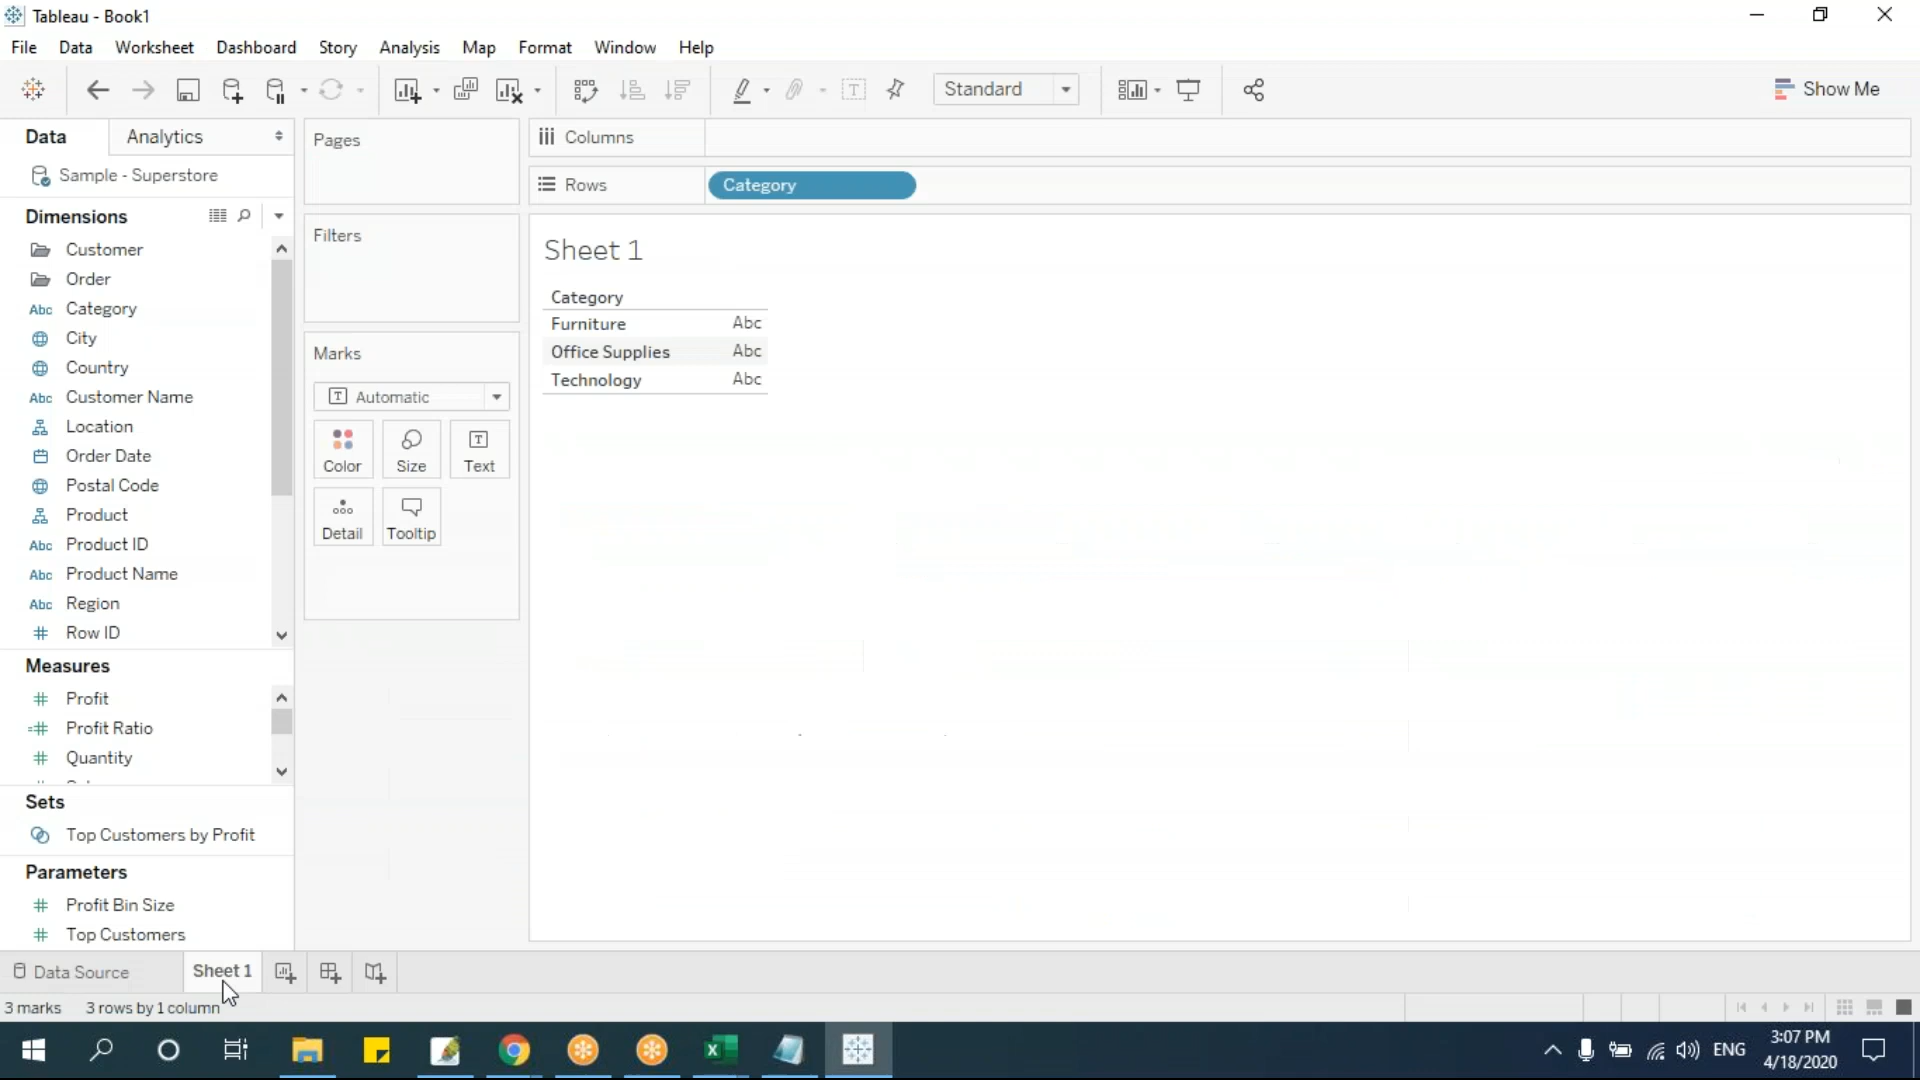 Tableau - Book1
File Data Worksheet Dashboard Story Analysis Map Format Window Help
Standard
Show Me
Data Analytics
Sample - Superstore
Dimensions
Customer
Order
Abc Category
City
Country
Abc Customer Name
Location
Order Date
Postal Code
Product
Abc Product ID
Abc Product Name
Abc Region
# Row ID
Measures
# Profit
=# Profit Ratio
# Quantity
Sets
Top Customers by Profit
Parameters
# Profit Bin Size
# Top Customers
Pages
Filters
Marks
T Automatic
Color Size T Text
Detail Tooltip
Columns
Rows Category
Sheet 1
Category
Furniture Abc
Office Supplies Abc
Technology Abc
Data Source Sheet 1
3 marks 3 rows by 1 column
ENG
3:07 PM
4/18/2020